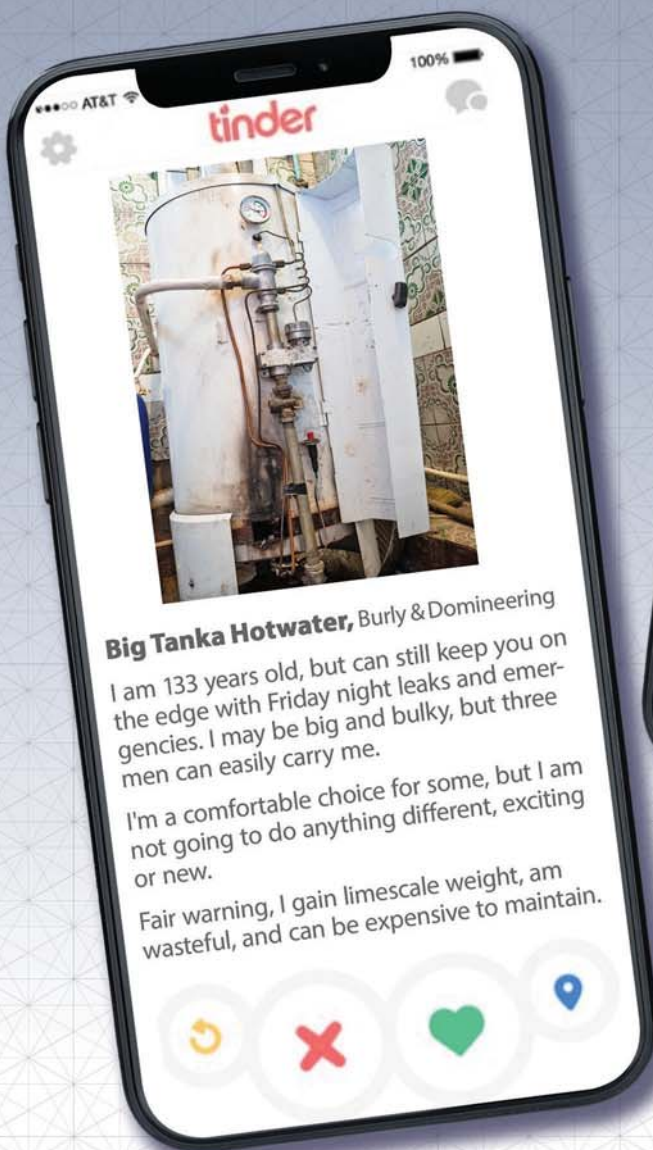 AT&T
100%
tinder
Big Tanka Hotwater, Burly & Domineering
I am 133 years old, but can still keep you on
the edge with Friday night leaks and emer-
gencies. I may be big and bulky, but three
men can easily carry me.
I'm a comfortable choice for some, but I am
not going to do anything different, exciting
or new.
Fair warning, I gain limescale weight, am
wasteful, and can be expensive to maintain.